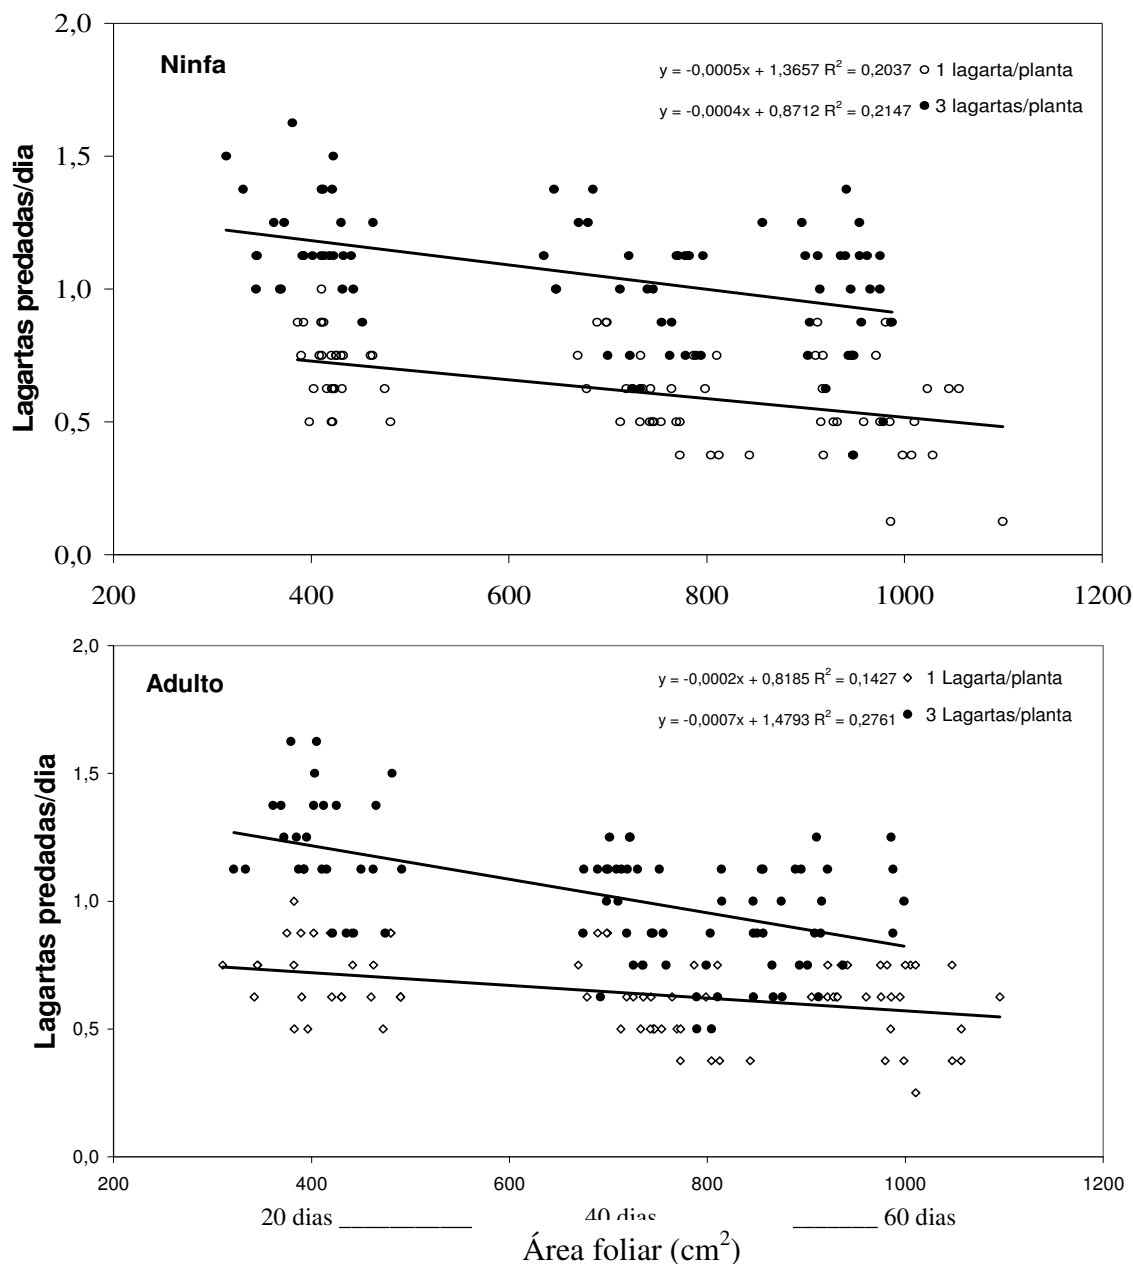 2,0
Ninfa
y = -0,0005x + 1,3657 R² = 0,2037 1 lagarta/planta
y = -0,0004x + 0,8712 R² = 0,2147 3 lagartas/planta
1,5
1,0
0,5
0,0
Lagartas predadas/dia
200 400 600 800 1000 1200
2,0
Adulto
y = -0,0002x + 0,8185 R² = 0,1427 1 Lagarta/planta
y = -0,0007x + 1,4793 R² = 0,2761 3 Lagartas/planta
1,5
1,0
0,5
0,0
Lagartas predadas/dia
200 400 600 800 1000 1200
20 dias ___________ 40 dias _______ 60 dias
Área foliar (cm²)